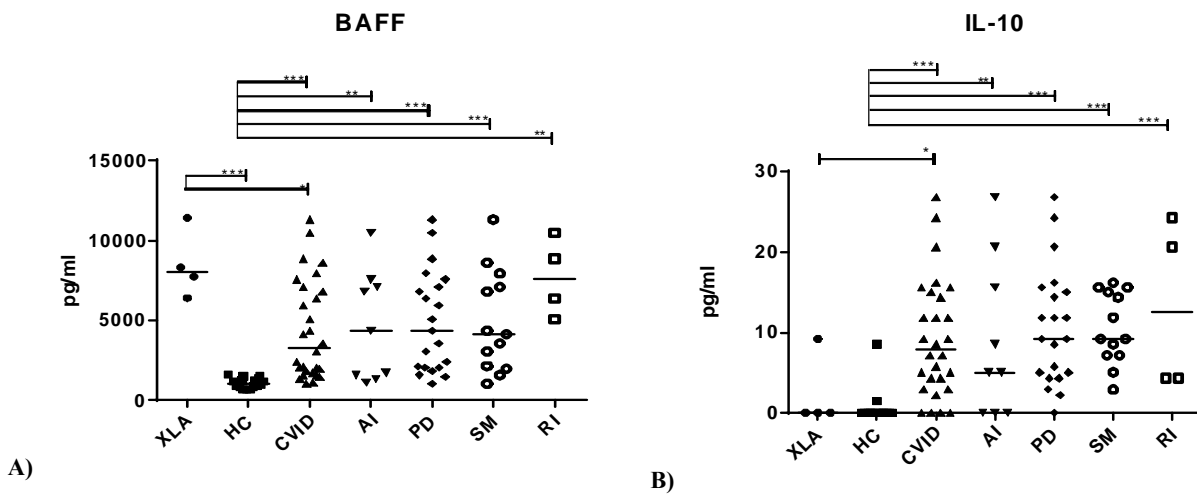 BAFF
***
**
***
***
**
***
*
15000
10000
5000
0
pg/ml
XLA
HC
CVID
AI
PD
SM
RI
A)
IL-10
***
**
***
***
***
*
30
20
10
0
pg/ml
XLA
HC
CVID
AI
PD
SM
RI
B)